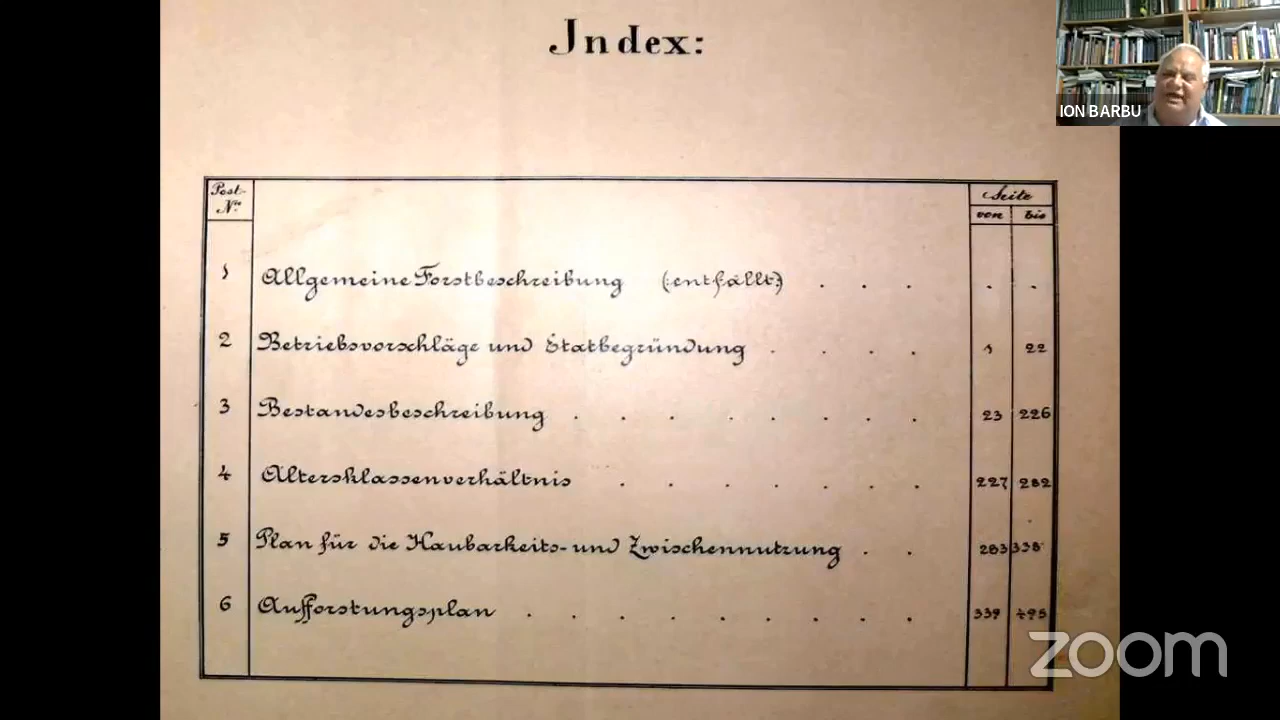 Index:
ION BARBU
Post-
Nro
Seite
von bis
1 Allgemeine Forstbeschreibung (:entfällt:) . . . . .
2 Betriebsvorschläge und Etatbegründung . . . . 1 22
3 Bestandesbeschreibung . . . . . . . . 23 226
4 Altersklassenverhältnis . . . . . . . 227 282
5 Plan für die Haubarkeits- und Zwischennutzung . . 283 338
6 Aufforstungsplan . . . . . . . . . 339 495
zoom